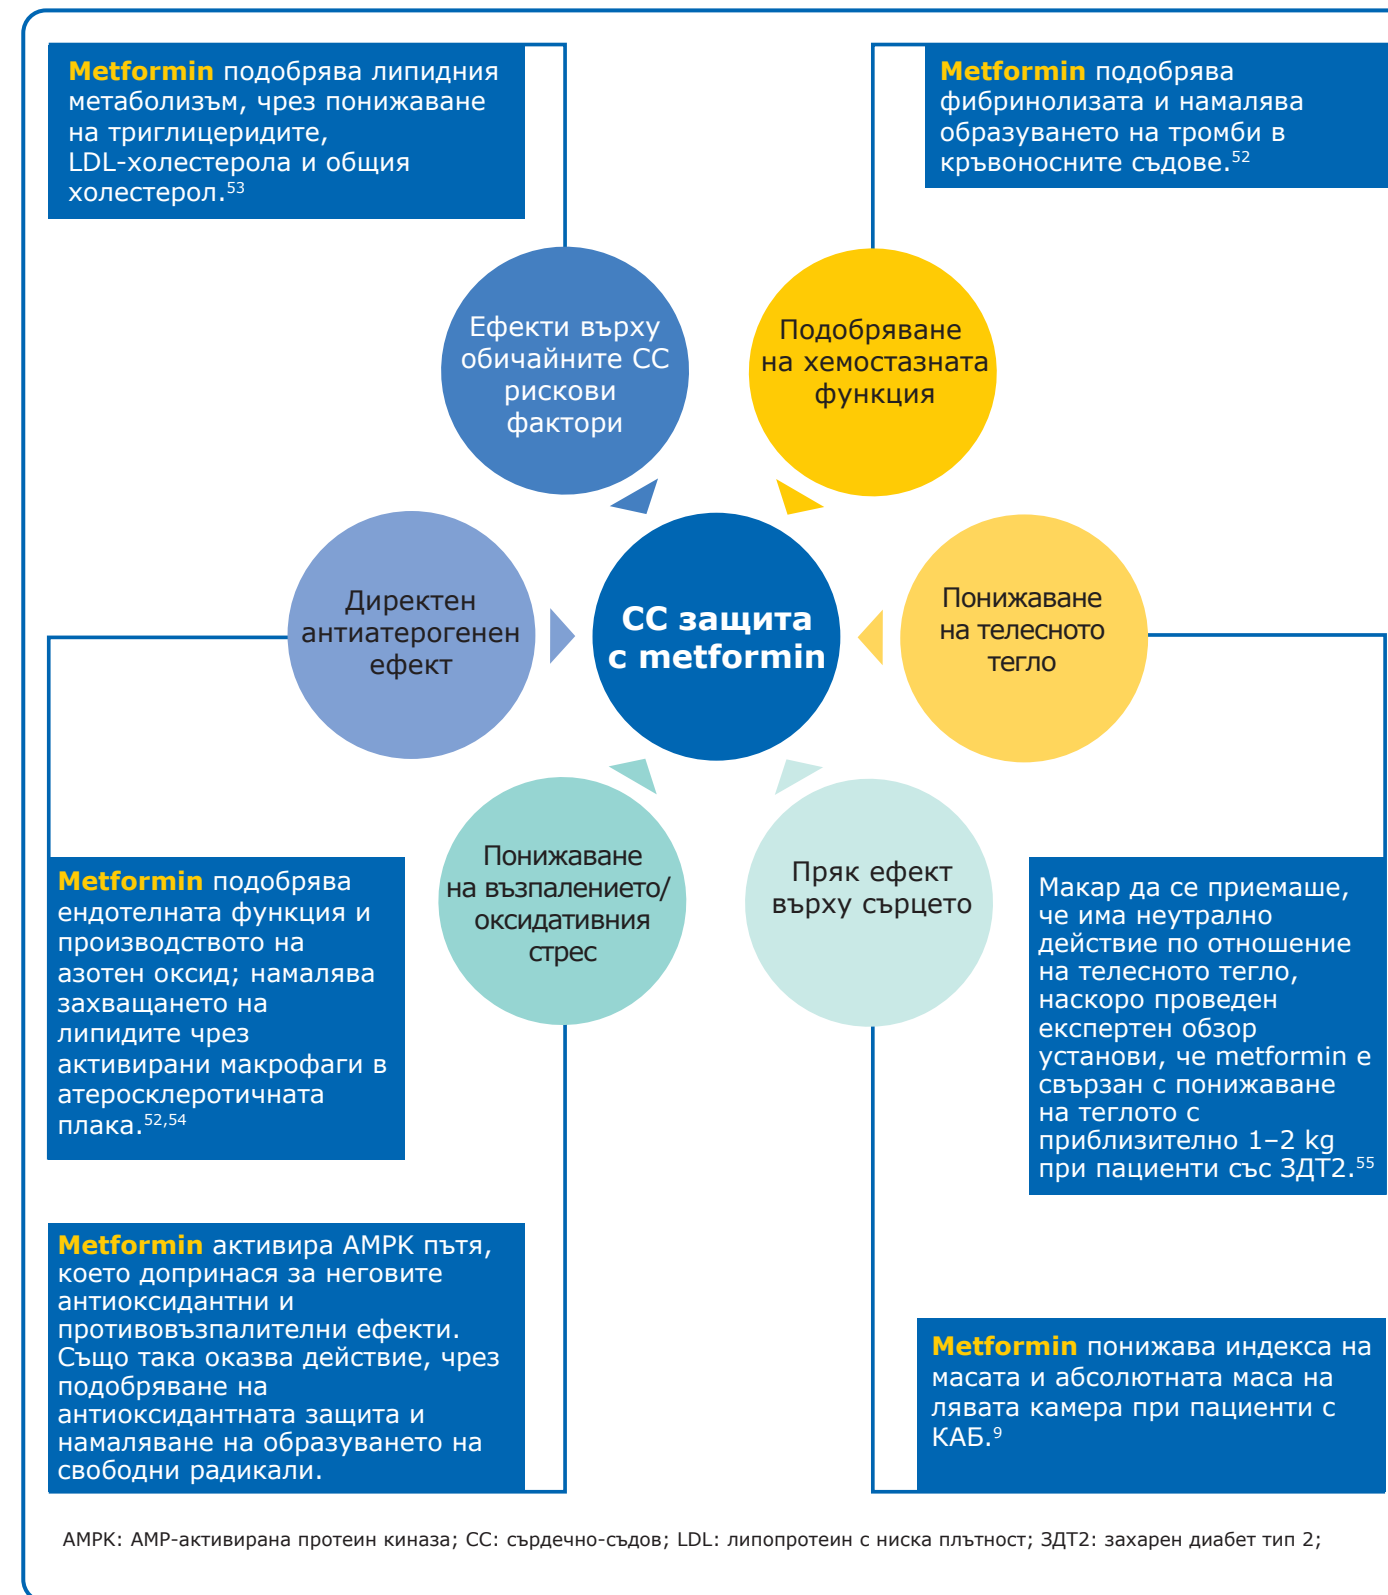 Metformin подобрява липидния
метаболизъм, чрез понижаване
на триглицеридите,
LDL-холестерола и общия
холестерол.53
Metformin подобрява
фибринолизата и намалява
образуването на тромби в
кръвоносните съдове.52
Ефекти върху
обичайните СС
рискови
фактори
Подобряване
на хемостазната
функция
Директен
антиатерогенен
ефект
СС защита
с metformin
Понижаване
на телесното
тегло
Понижаване
на възпалението/
оксидативния
стрес
Пряк ефект
върху сърцето
Metformin подобрява
ендотелната функция и
производството на
азотен оксид; намалява
захващането на
липидите чрез
активирани макрофаги в
атеросклеротичната
плака.52,54
Макар да се приемаше,
че има неутрално
действие по отношение
на телесното тегло,
наскоро проведен
експертен обзор
установи, че metformin е
свързан с понижаване
на теглото с
приблизително 1–2 kg
при пациенти със ЗДТ2.55
Metformin активира AMPK пътя,
което допринася за неговите
антиоксидантни и
противовъзпалителни ефекти.
Също така оказва действие, чрез
подобряване на
антиоксидантната защита и
намаляване на образуването на
свободни радикали.
Metformin понижава индекса на
масата и абсолютната маса на
лявата камера при пациенти с
КАБ.9
AMPK: AMP-активирана протеин киназа; СС: сърдечно-съдов; LDL: липопротеин с ниска плътност; ЗДТ2: захарен диабет тип 2;